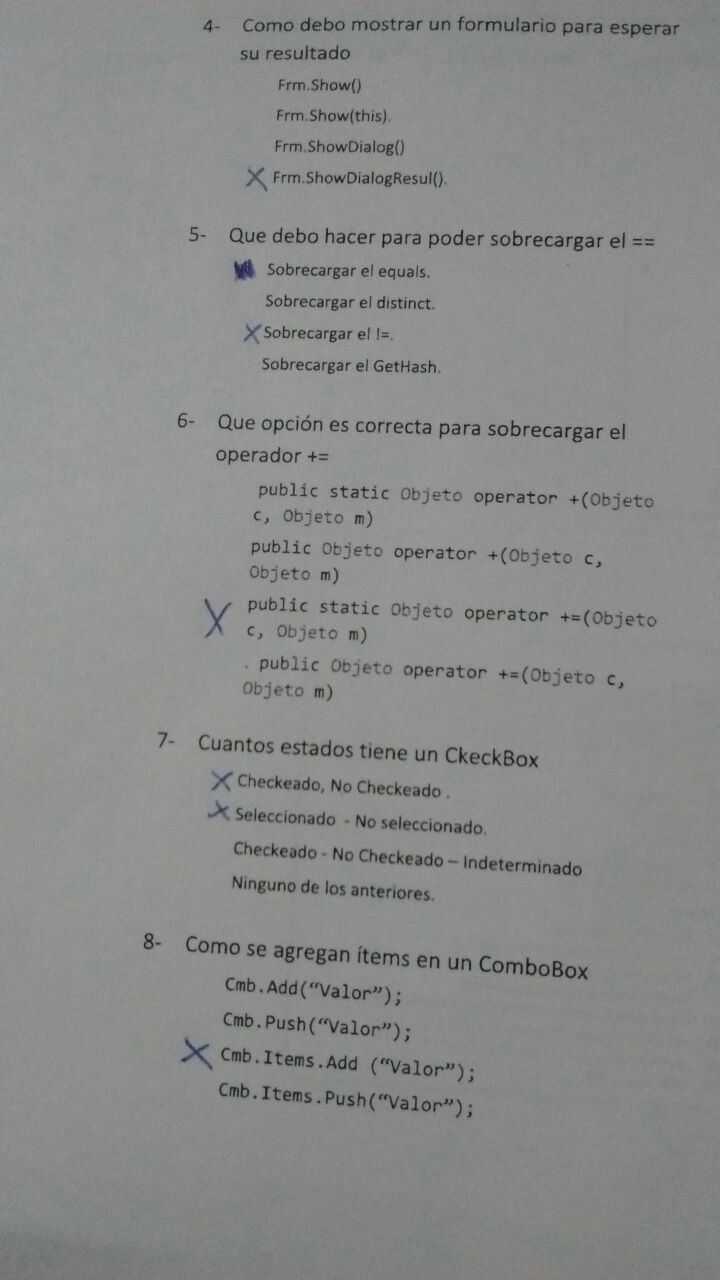 4- Como debo mostrar un formulario para esperar
su resultado
Frm.Show()
Frm.Show(this).
Frm.ShowDialog()
X Frm.ShowDialogResul().
5- Que debo hacer para poder sobrecargar el ==
Sobrecargar el equals.
Sobrecargar el distinct.
X Sobrecargar el !=.
Sobrecargar el GetHash.
6- Que opción es correcta para sobrecargar el
operador +=
public static Objeto operator +(Objeto
c, Objeto m)
public Objeto operator +(Objeto c,
Objeto m)
X public static Objeto operator +=(Objeto
c, Objeto m)
. public Objeto operator +=(Objeto c,
Objeto m)
7- Cuantos estados tiene un CkeckBox
X Checkeado, No Checkeado .
X Seleccionado - No seleccionado.
Checkeado - No Checkeado – Indeterminado
Ninguno de los anteriores.
8- Como se agregan ítems en un ComboBox
Cmb.Add(“Valor”);
Cmb.Push(“Valor”);
X Cmb.Items.Add (“Valor”);
Cmb.Items.Push(“Valor”);